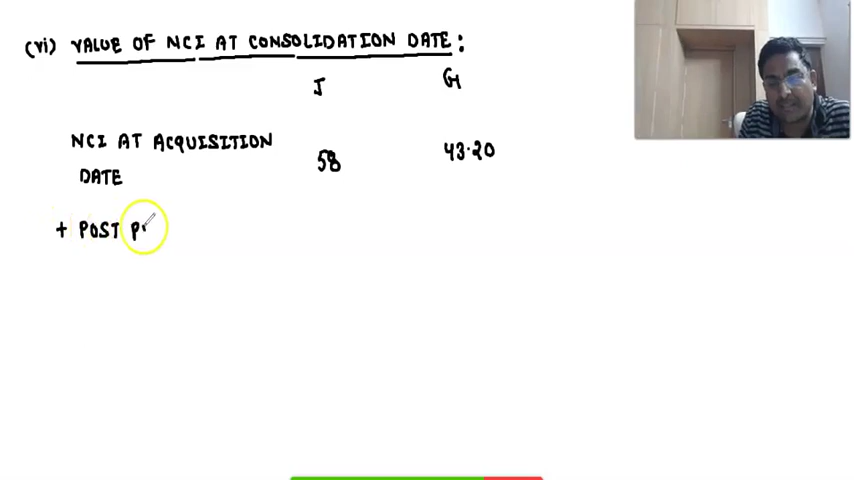 (vi) VALUE OF NCI AT CONSOLIDATION DATE :
J G
NCI AT ACQUISITION
DATE 58 43.20
+ POST P